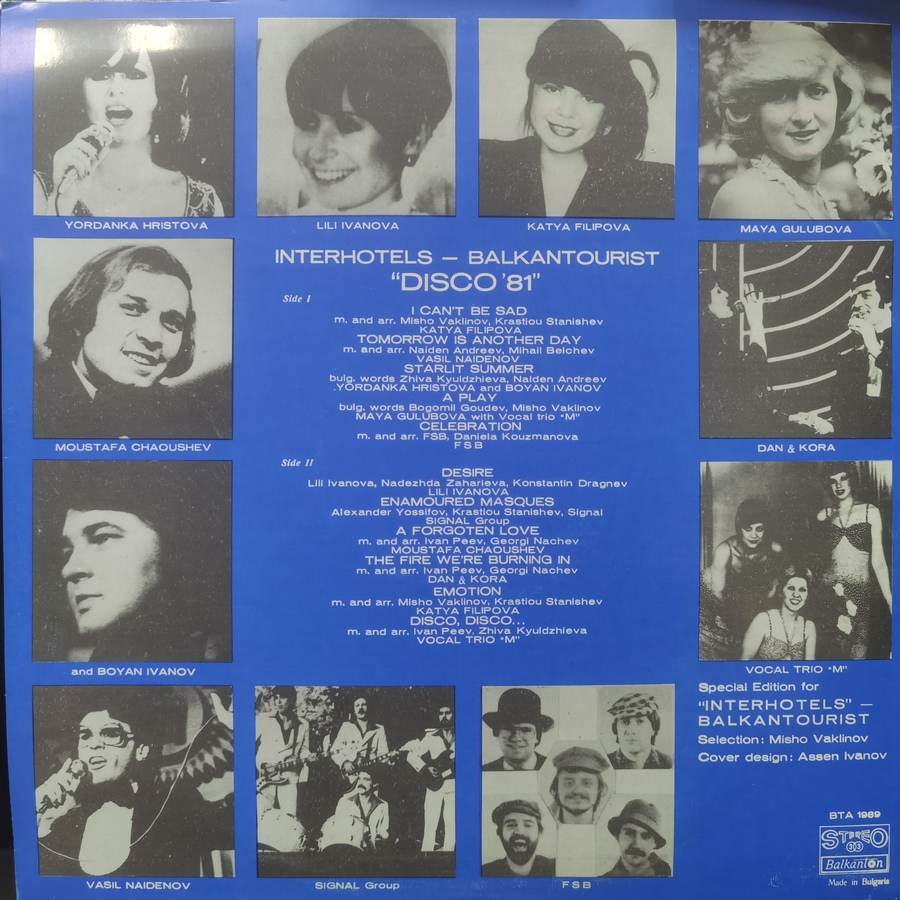 YORDANKA HRISTOVA
LILI IVANOVA
KATYA FILIPOVA
MAYA GULUBOVA
INTERHOTELS – BALKANTOURIST
"DISCO '81"
Side I
I CAN'T BE SAD
m. and arr. Misho Vaklinov, Krastiou Stanishev
KATYA FILIPOVA
TOMORROW IS ANOTHER DAY
m. and arr. Naiden Andreev, Mihail Belchev
VASIL NAIDENOV
STARLIT SUMMER
bulg. words Zhiva Kyuldzhieva, Naiden Andreev
YORDANKA HRISTOVA and BOYAN IVANOV
A PLAY
bulg. words Bogomil Goudev, Misho Vaklinov
MAYA GULUBOVA with Vocal trio "M"
CELEBRATION
m. and arr. FSB, Daniela Kouzmanova
FSB
Side II
DESIRE
Lili Ivanova, Nadezhda Zaharieva, Konstantin Dragnev
LILI IVANOVA
ENAMOURED MASQUES
Alexander Yossifov, Krastiou Stanishev, Signal
SIGNAL Group
A FORGOTEN LOVE
m. and arr. Ivan Peev, Georgi Nachev
MOUSTAFA CHAOUSHEV
THE FIRE WE'RE BURNING IN
m. and arr. Ivan Peev, Georgi Nachev
DAN & KORA
EMOTION
m. and arr. Misho Vaklinov, Krastiou Stanishev
KATYA FILIPOVA
DISCO, DISCO...
m. and arr. Ivan Peev, Zhiva Kyuldzhieva
VOCAL TRIO "M"
MOUSTAFA CHAOUSHEV
DAN & KORA
and BOYAN IVANOV
VOCAL TRIO "M"
Special Edition for
"INTERHOTELS" –
BALKANTOURIST
Selection: Misho Vaklinov
Cover design: Assen Ivanov
VASIL NAIDENOV
SIGNAL Group
FSB
BTA 1989
STEREO
33
Balkanton
Made in Bulgaria